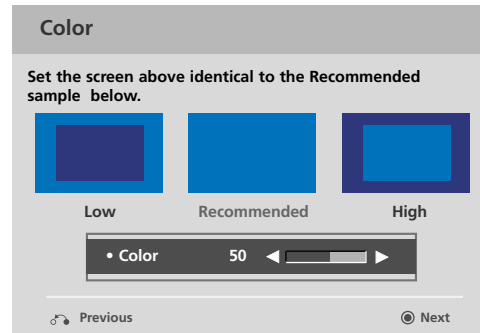 Color
Set the screen above identical to the Recommended
sample below.
Low Recommended High
• Color 50
Previous Next